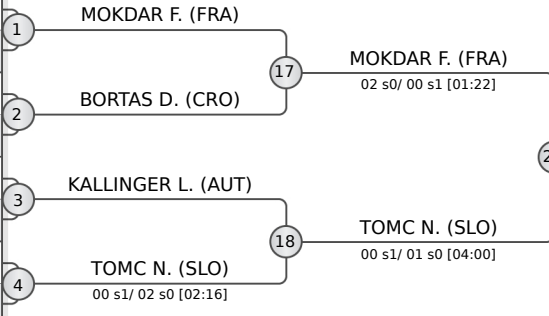 MOKDAR F. (FRA)
1
MOKDAR F. (FRA)
17
02 s0/ 00 s1 [01:22]
BORTAS D. (CRO)
2
2
KALLINGER L. (AUT)
3
TOMC N. (SLO)
18
00 s1/ 01 s0 [04:00]
TOMC N. (SLO)
4
00 s1/ 02 s0 [02:16]